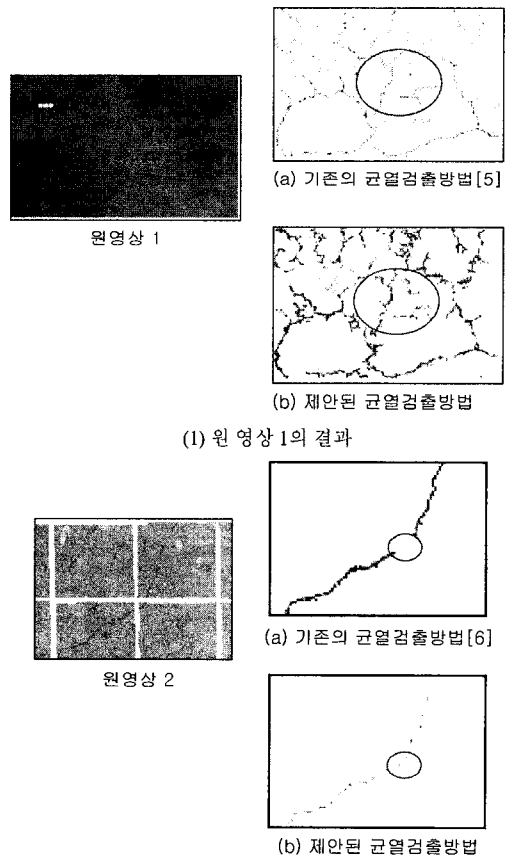 (a) 기존의 균열검출방법[5]
원영상 1
(b) 제안된 균열검출방법
(1) 원 영상 1의 결과
(a) 기존의 균열검출방법[6]
원영상 2
(b) 제안된 균열검출방법